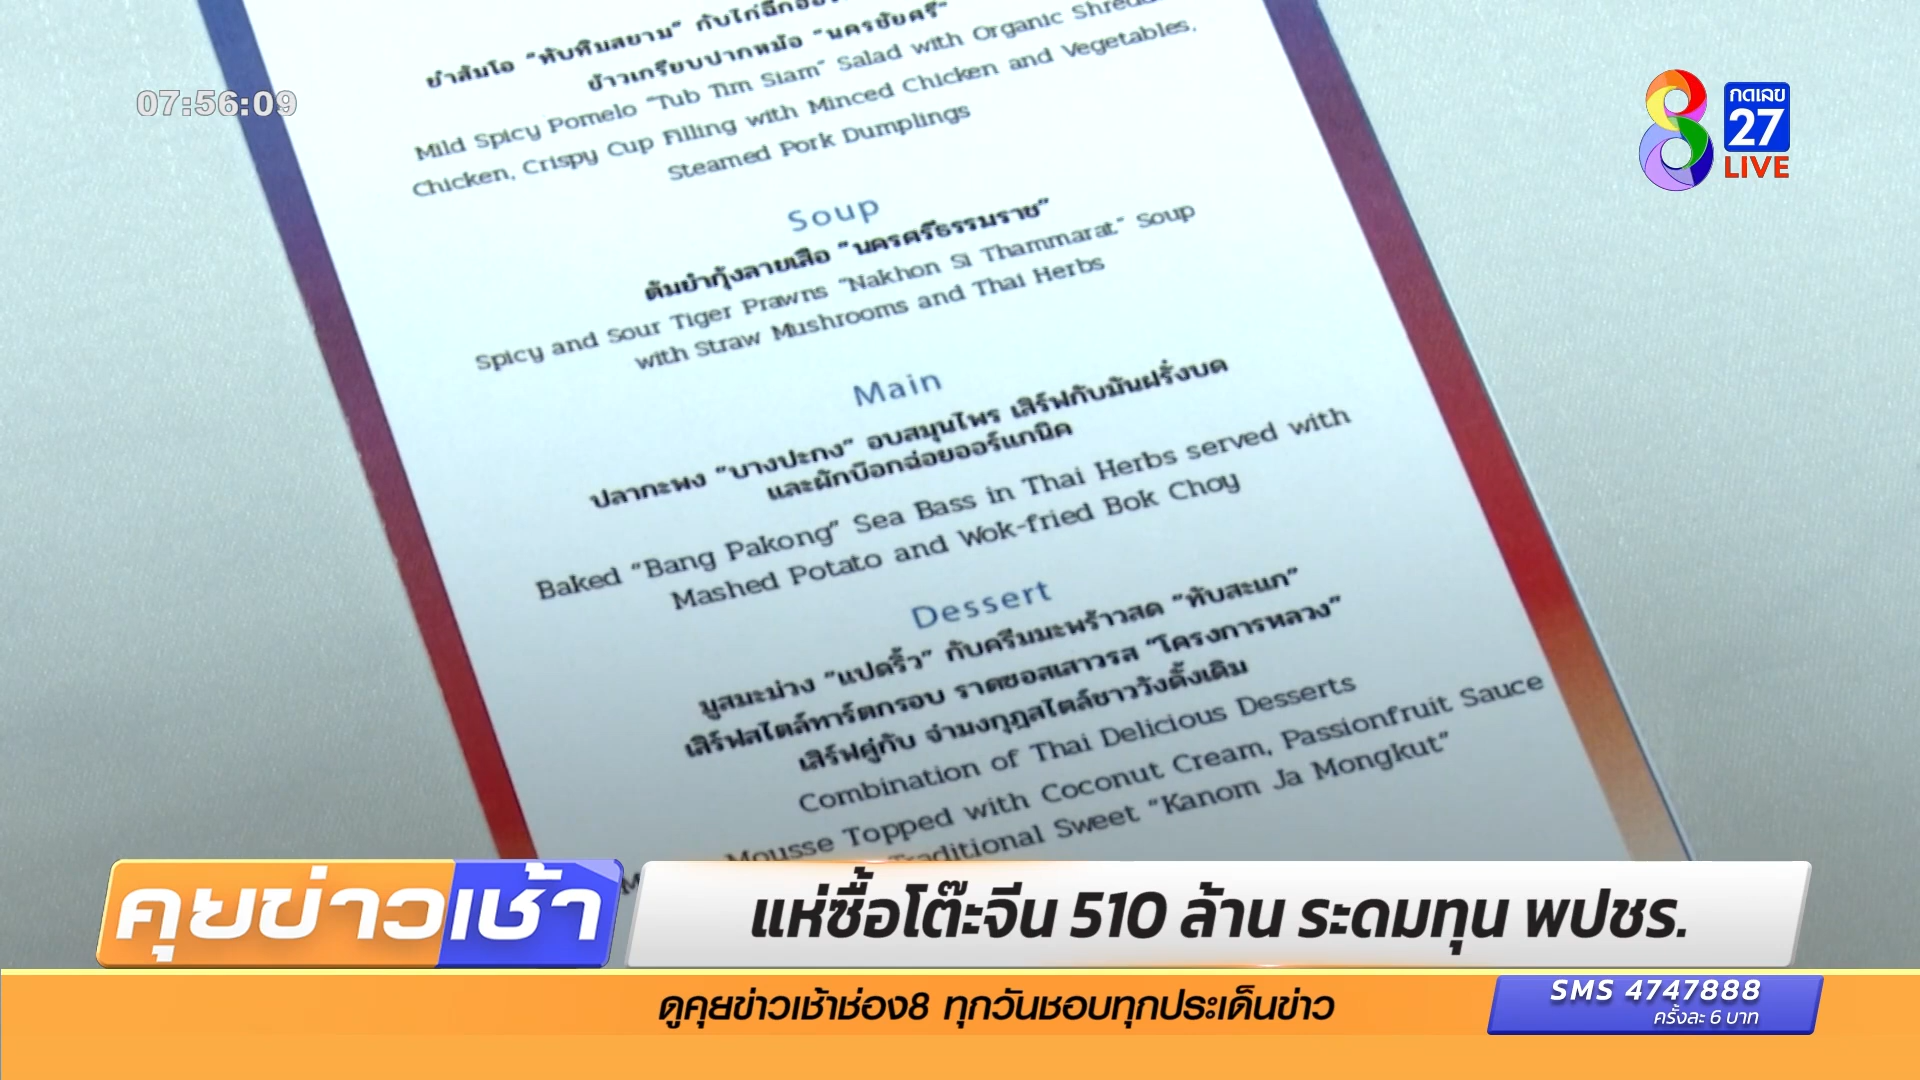 ยำส้มโอ "ทับทิมสยาม" กับไก่ฉีก
ข้าวเกรียบปากหม้อ "นครชัยศรี"
Mild Spicy Pomelo "Tub Tim Siam" Salad with Organic
Chicken, Crispy Cup Filling with Minced Chicken and Vegetables,
Steamed Pork Dumplings
Soup
ต้มยำกุ้งลายเสือ "นครศรีธรรมราช"
Spicy and Sour Tiger Prawns "Nakhon Si Thammarat" Soup
with Straw Mushrooms and Thai Herbs
Main
ปลากะพง "บางปะกง" อบสมุนไพร เสิร์ฟกับมันฝรั่งบด
และผักบ๊อกฉ่อยออร์แกนิค
Baked "Bang Pakong" Sea Bass in Thai Herbs served with
Mashed Potato and Wok-fried Bok Choy
Dessert
มูสมะม่วง "แปดริ้ว" กับครีมมะพร้าวสด "ทับสะแก"
เสิร์ฟสไตล์ทาร์ตกรอบ ราดซอสเสาวรส "โครงการหลวง"
เสิร์ฟคู่กับ จ่ามงกุฎสไตล์ชาววังดั้งเดิม
Combination of Thai Delicious Desserts
Mousse Topped with Coconut Cream, Passionfruit Sauce
Traditional Sweet "Kanom Ja Mongkut"
07:56:09
8
กดเลข
27
LIVE
คุยข่าวเช้า
แห่ซื้อโต๊ะจีน 510 ล้าน ระดมทุน พปชร.
ดูคุยข่าวเช้าช่อง8 ทุกวันชอบทุกประเด็นข่าว
SMS 4747888
ครั้งละ 6 บาท